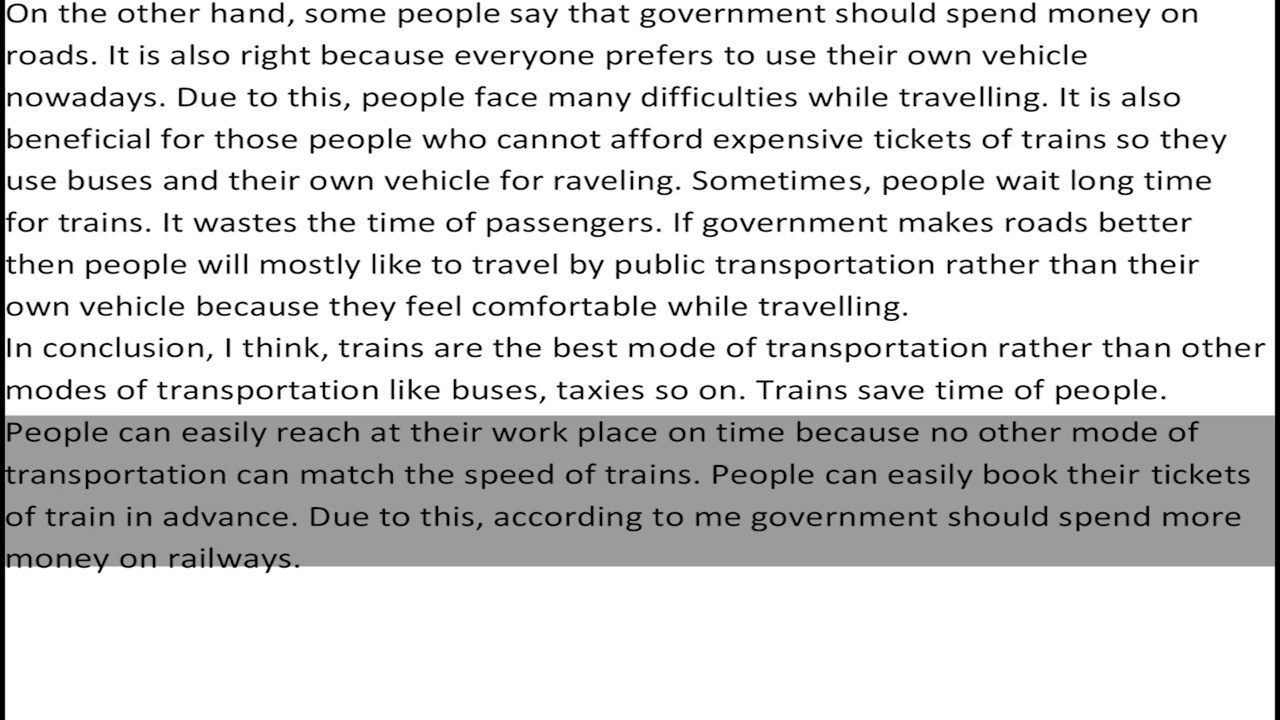 On the other hand, some people say that government should spend money on
roads. It is also right because everyone prefers to use their own vehicle
nowadays. Due to this, people face many difficulties while travelling. It is also
beneficial for those people who cannot afford expensive tickets of trains so they
use buses and their own vehicle for raveling. Sometimes, people wait long time
for trains. It wastes the time of passengers. If government makes roads better
then people will mostly like to travel by public transportation rather than their
own vehicle because they feel comfortable while travelling.
In conclusion, I think, trains are the best mode of transportation rather than other
modes of transportation like buses, taxies so on. Trains save time of people.
People can easily reach at their work place on time because no other mode of
transportation can match the speed of trains. People can easily book their tickets
of train in advance. Due to this, according to me government should spend more
money on railways.